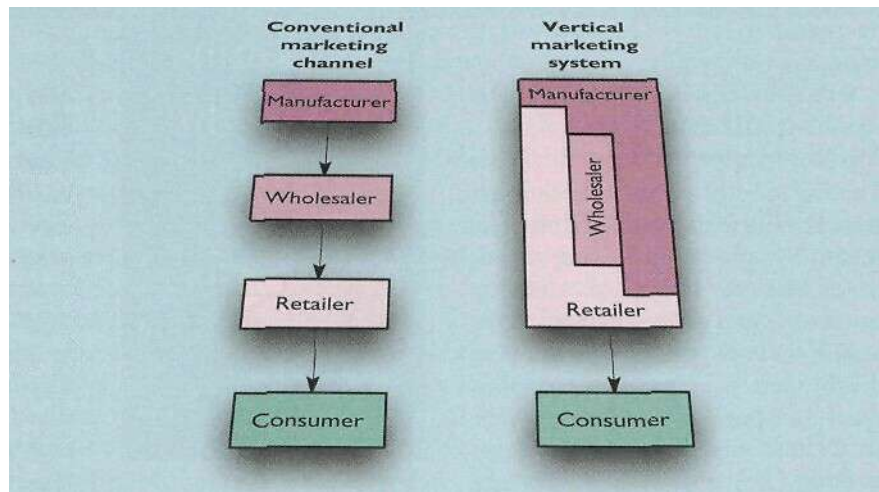 Conventional
marketing
channel
Manufacturer
Wholesaler
Retailer
Consumer
Vertical
marketing
system
Manufacturer
Wholesaler
Retailer
Consumer